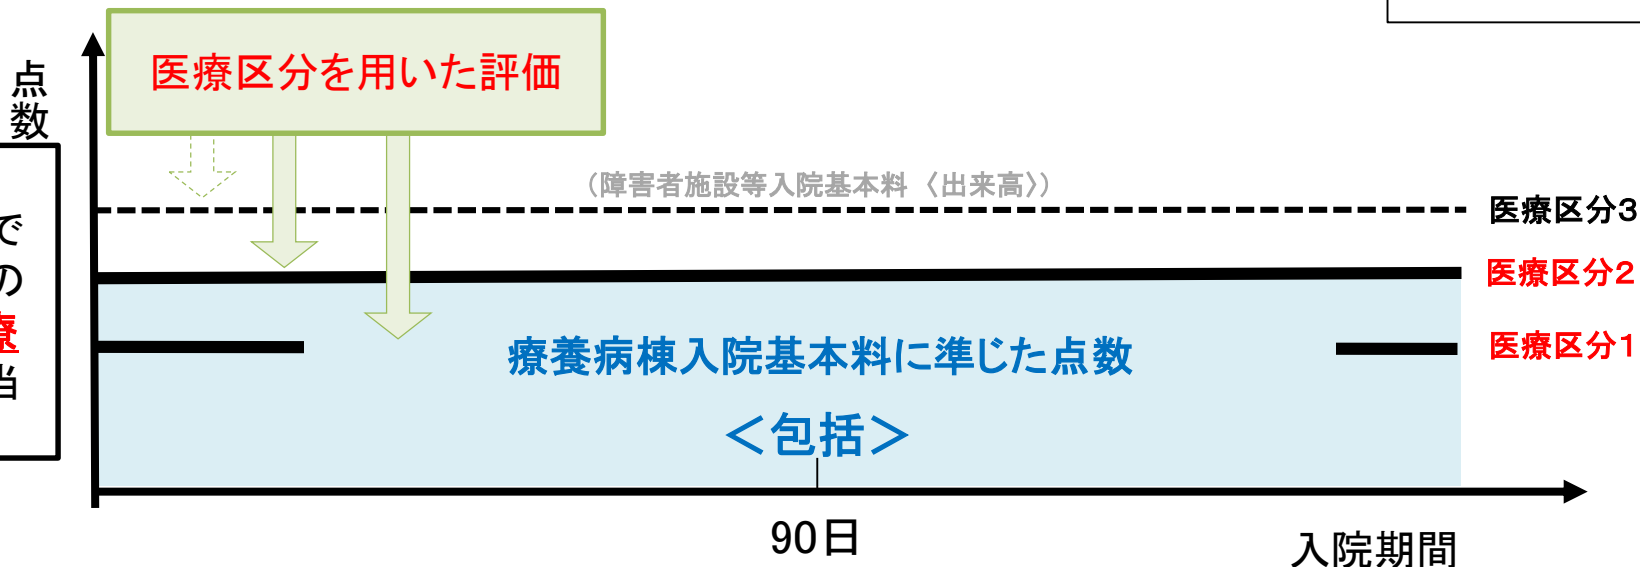 医療区分を用いた評価
点数
で
の
療
当
（障害者施設等入院基本料〈出来高〉）
医療区分３
医療区分２
医療区分１
療養病棟入院基本料に準じた点数
＜包括＞
90日
入院期間